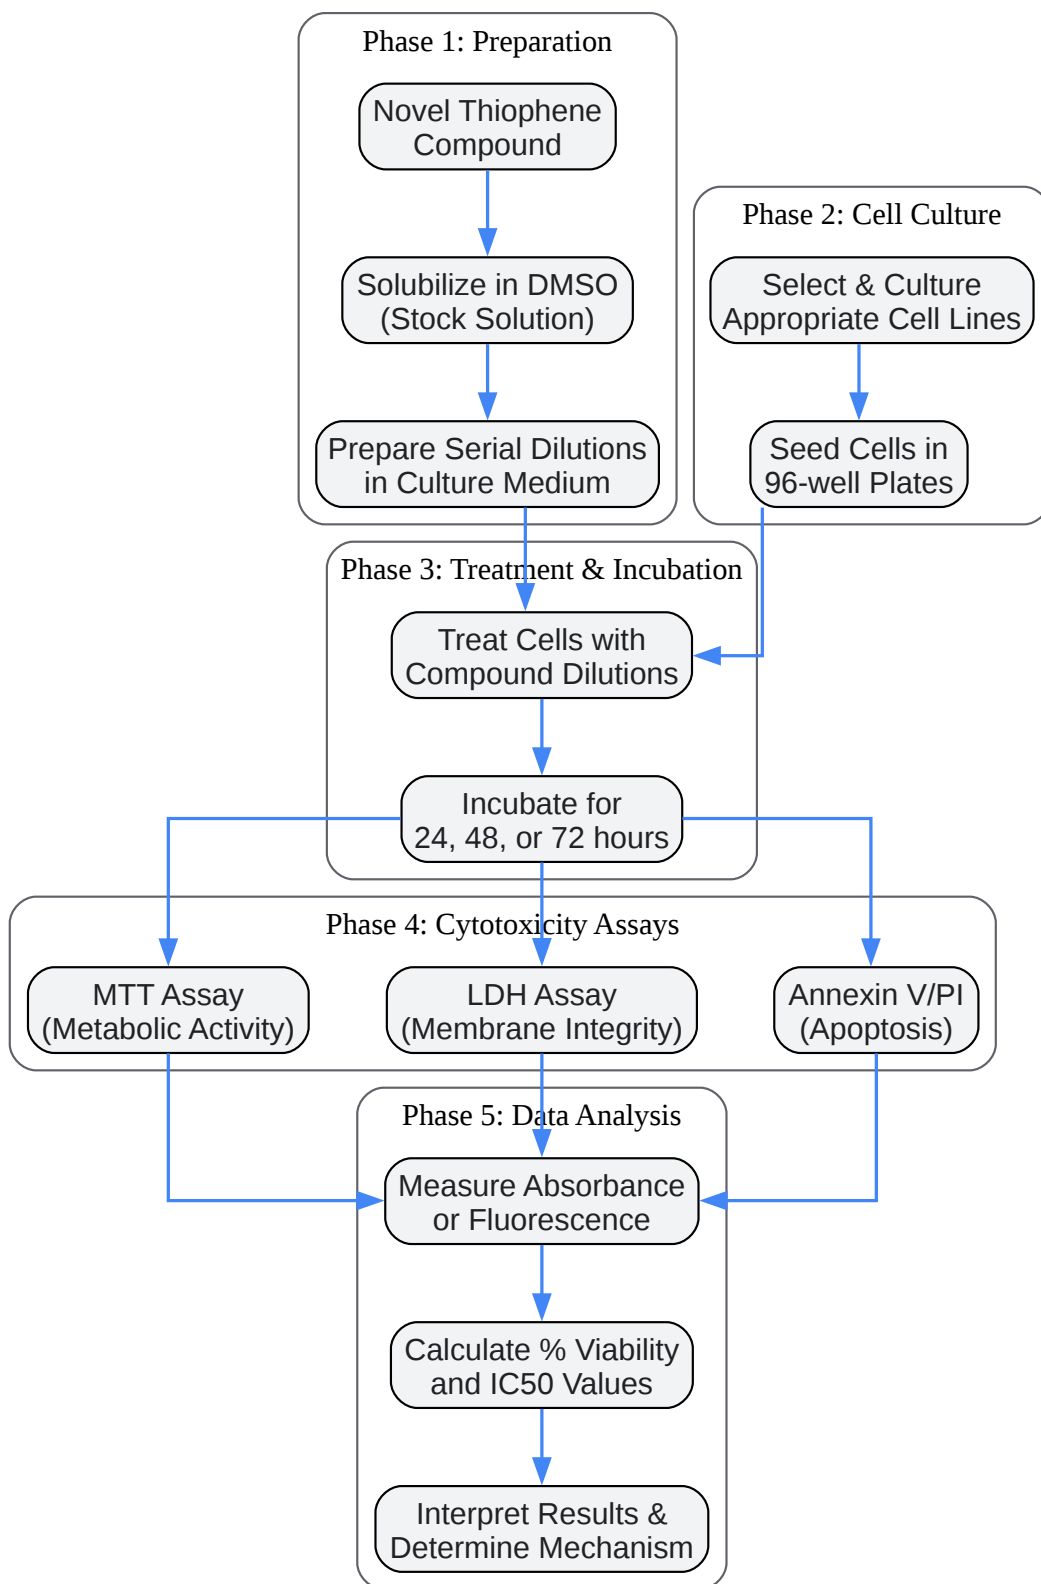 Phase 1: Preparation
Novel Thiophene
Compound
Solubilize in DMSO
(Stock Solution)
Prepare Serial Dilutions
in Culture Medium
Phase 2: Cell Culture
Select & Culture
Appropriate Cell Lines
Seed Cells in
96-well Plates
Phase 3: Treatment & Incubation
Treat Cells with
Compound Dilutions
Incubate for
24, 48, or 72 hours
Phase 4: Cytotoxicity Assays
MTT Assay
(Metabolic Activity)
LDH Assay
(Membrane Integrity)
Annexin V/PI
(Apoptosis)
Phase 5: Data Analysis
Measure Absorbance
or Fluorescence
Calculate % Viability
and IC50 Values
Interpret Results &
Determine Mechanism